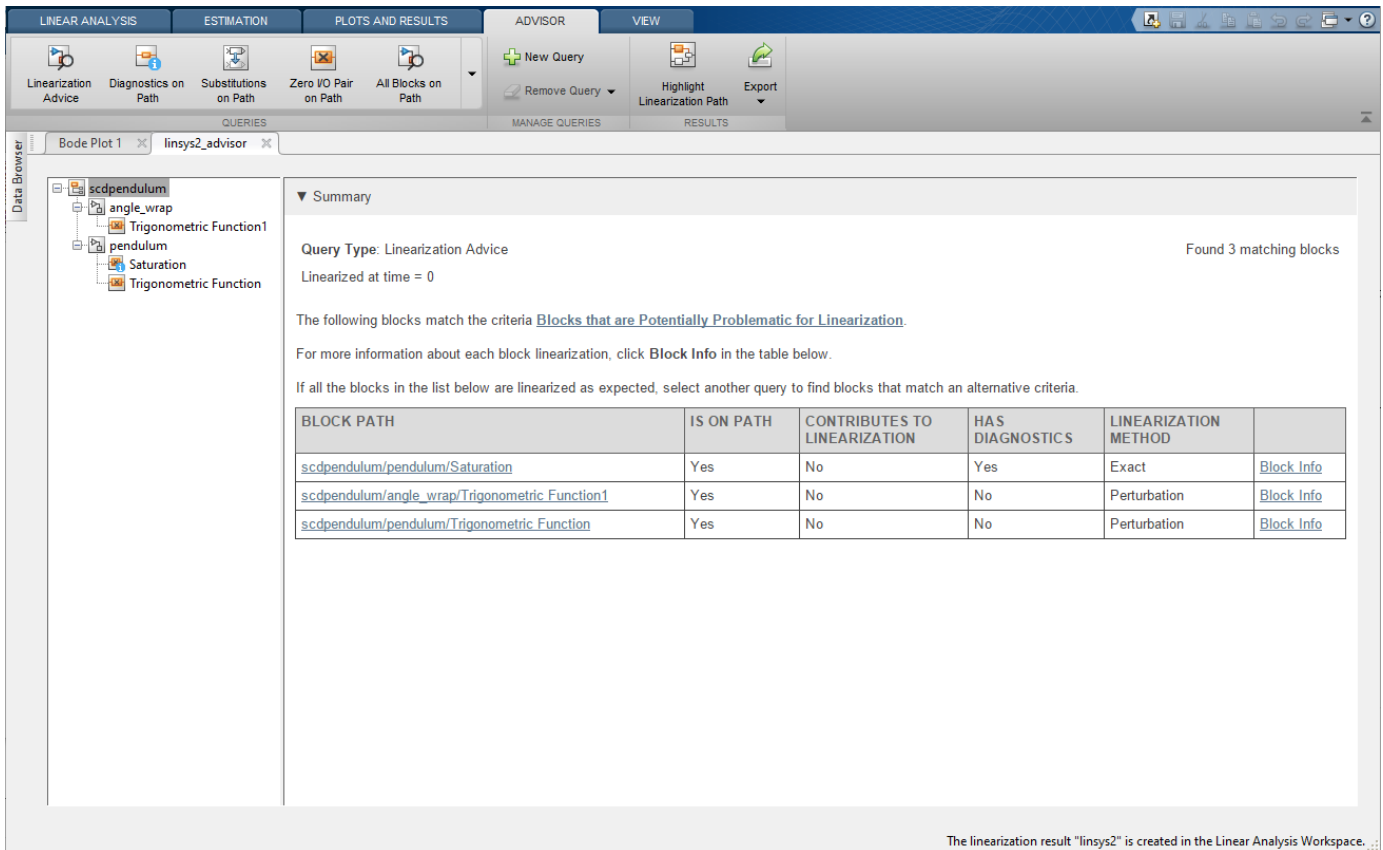 LINEAR ANALYSIS ESTIMATION PLOTS AND RESULTS ADVISOR VIEW
Linearization Advice
Diagnostics on Path
Substitutions on Path
Zero I/O Pair on Path
All Blocks on Path
New Query
Remove Query
Highlight Linearization Path
Export
QUERIES MANAGE QUERIES RESULTS
Data Browser
Bode Plot 1 linsys2_advisor
scdpendulum
angle_wrap
Trigonometric Function1
pendulum
Saturation
Trigonometric Function
▼ Summary
Query Type: Linearization Advice Found 3 matching blocks
Linearized at time = 0
The following blocks match the criteria Blocks that are Potentially Problematic for Linearization.
For more information about each block linearization, click Block Info in the table below.
If all the blocks in the list below are linearized as expected, select another query to find blocks that match an alternative criteria.
BLOCK PATH IS ON PATH CONTRIBUTES TO LINEARIZATION HAS DIAGNOSTICS LINEARIZATION METHOD
scdpendulum/pendulum/Saturation Yes No Yes Exact Block Info
scdpendulum/angle_wrap/Trigonometric Function1 Yes No No Perturbation Block Info
scdpendulum/pendulum/Trigonometric Function Yes No No Perturbation Block Info
The linearization result "linsys2" is created in the Linear Analysis Workspace.